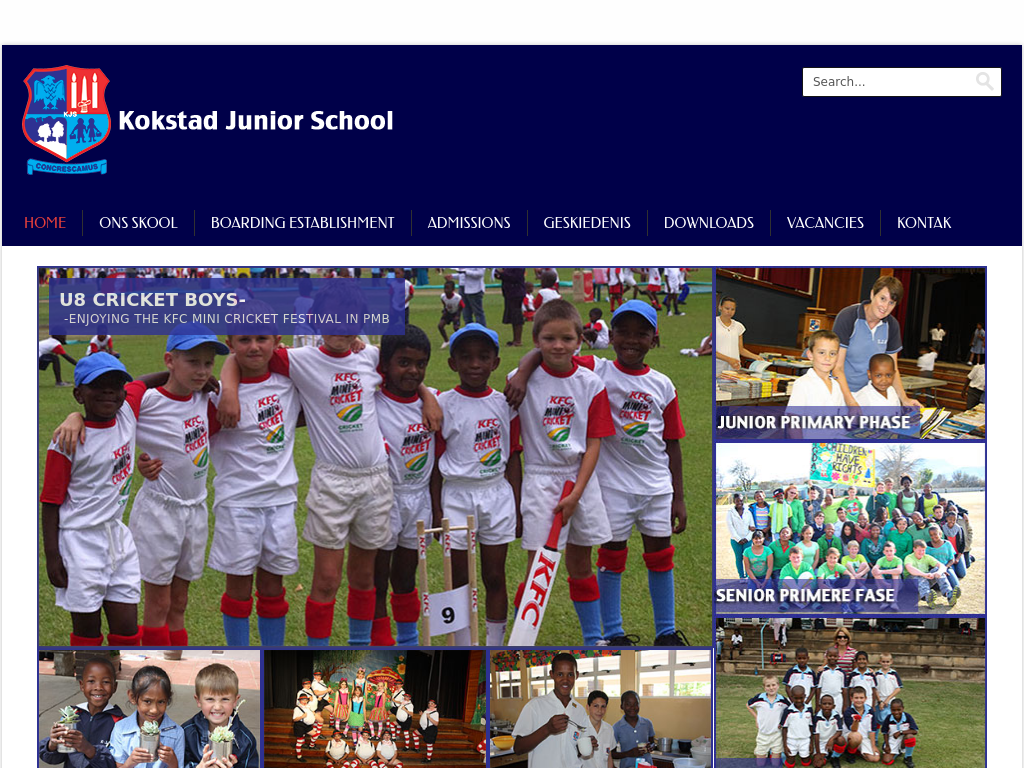 Search...
KJS
CONCRESCAMUS
Kokstad Junior School
HOME
ONS SKOOL
BOARDING ESTABLISHMENT
ADMISSIONS
GESKIEDENIS
DOWNLOADS
VACANCIES
KONTAK
U8 CRICKET BOYS-
-ENJOYING THE KFC MINI CRICKET FESTIVAL IN PMB
KFC
MINI
CRICKET
KFC
9
JUNIOR PRIMARY PHASE
CHILDREN
HAVE
RIGHTS
SENIOR PRIMERE FASE